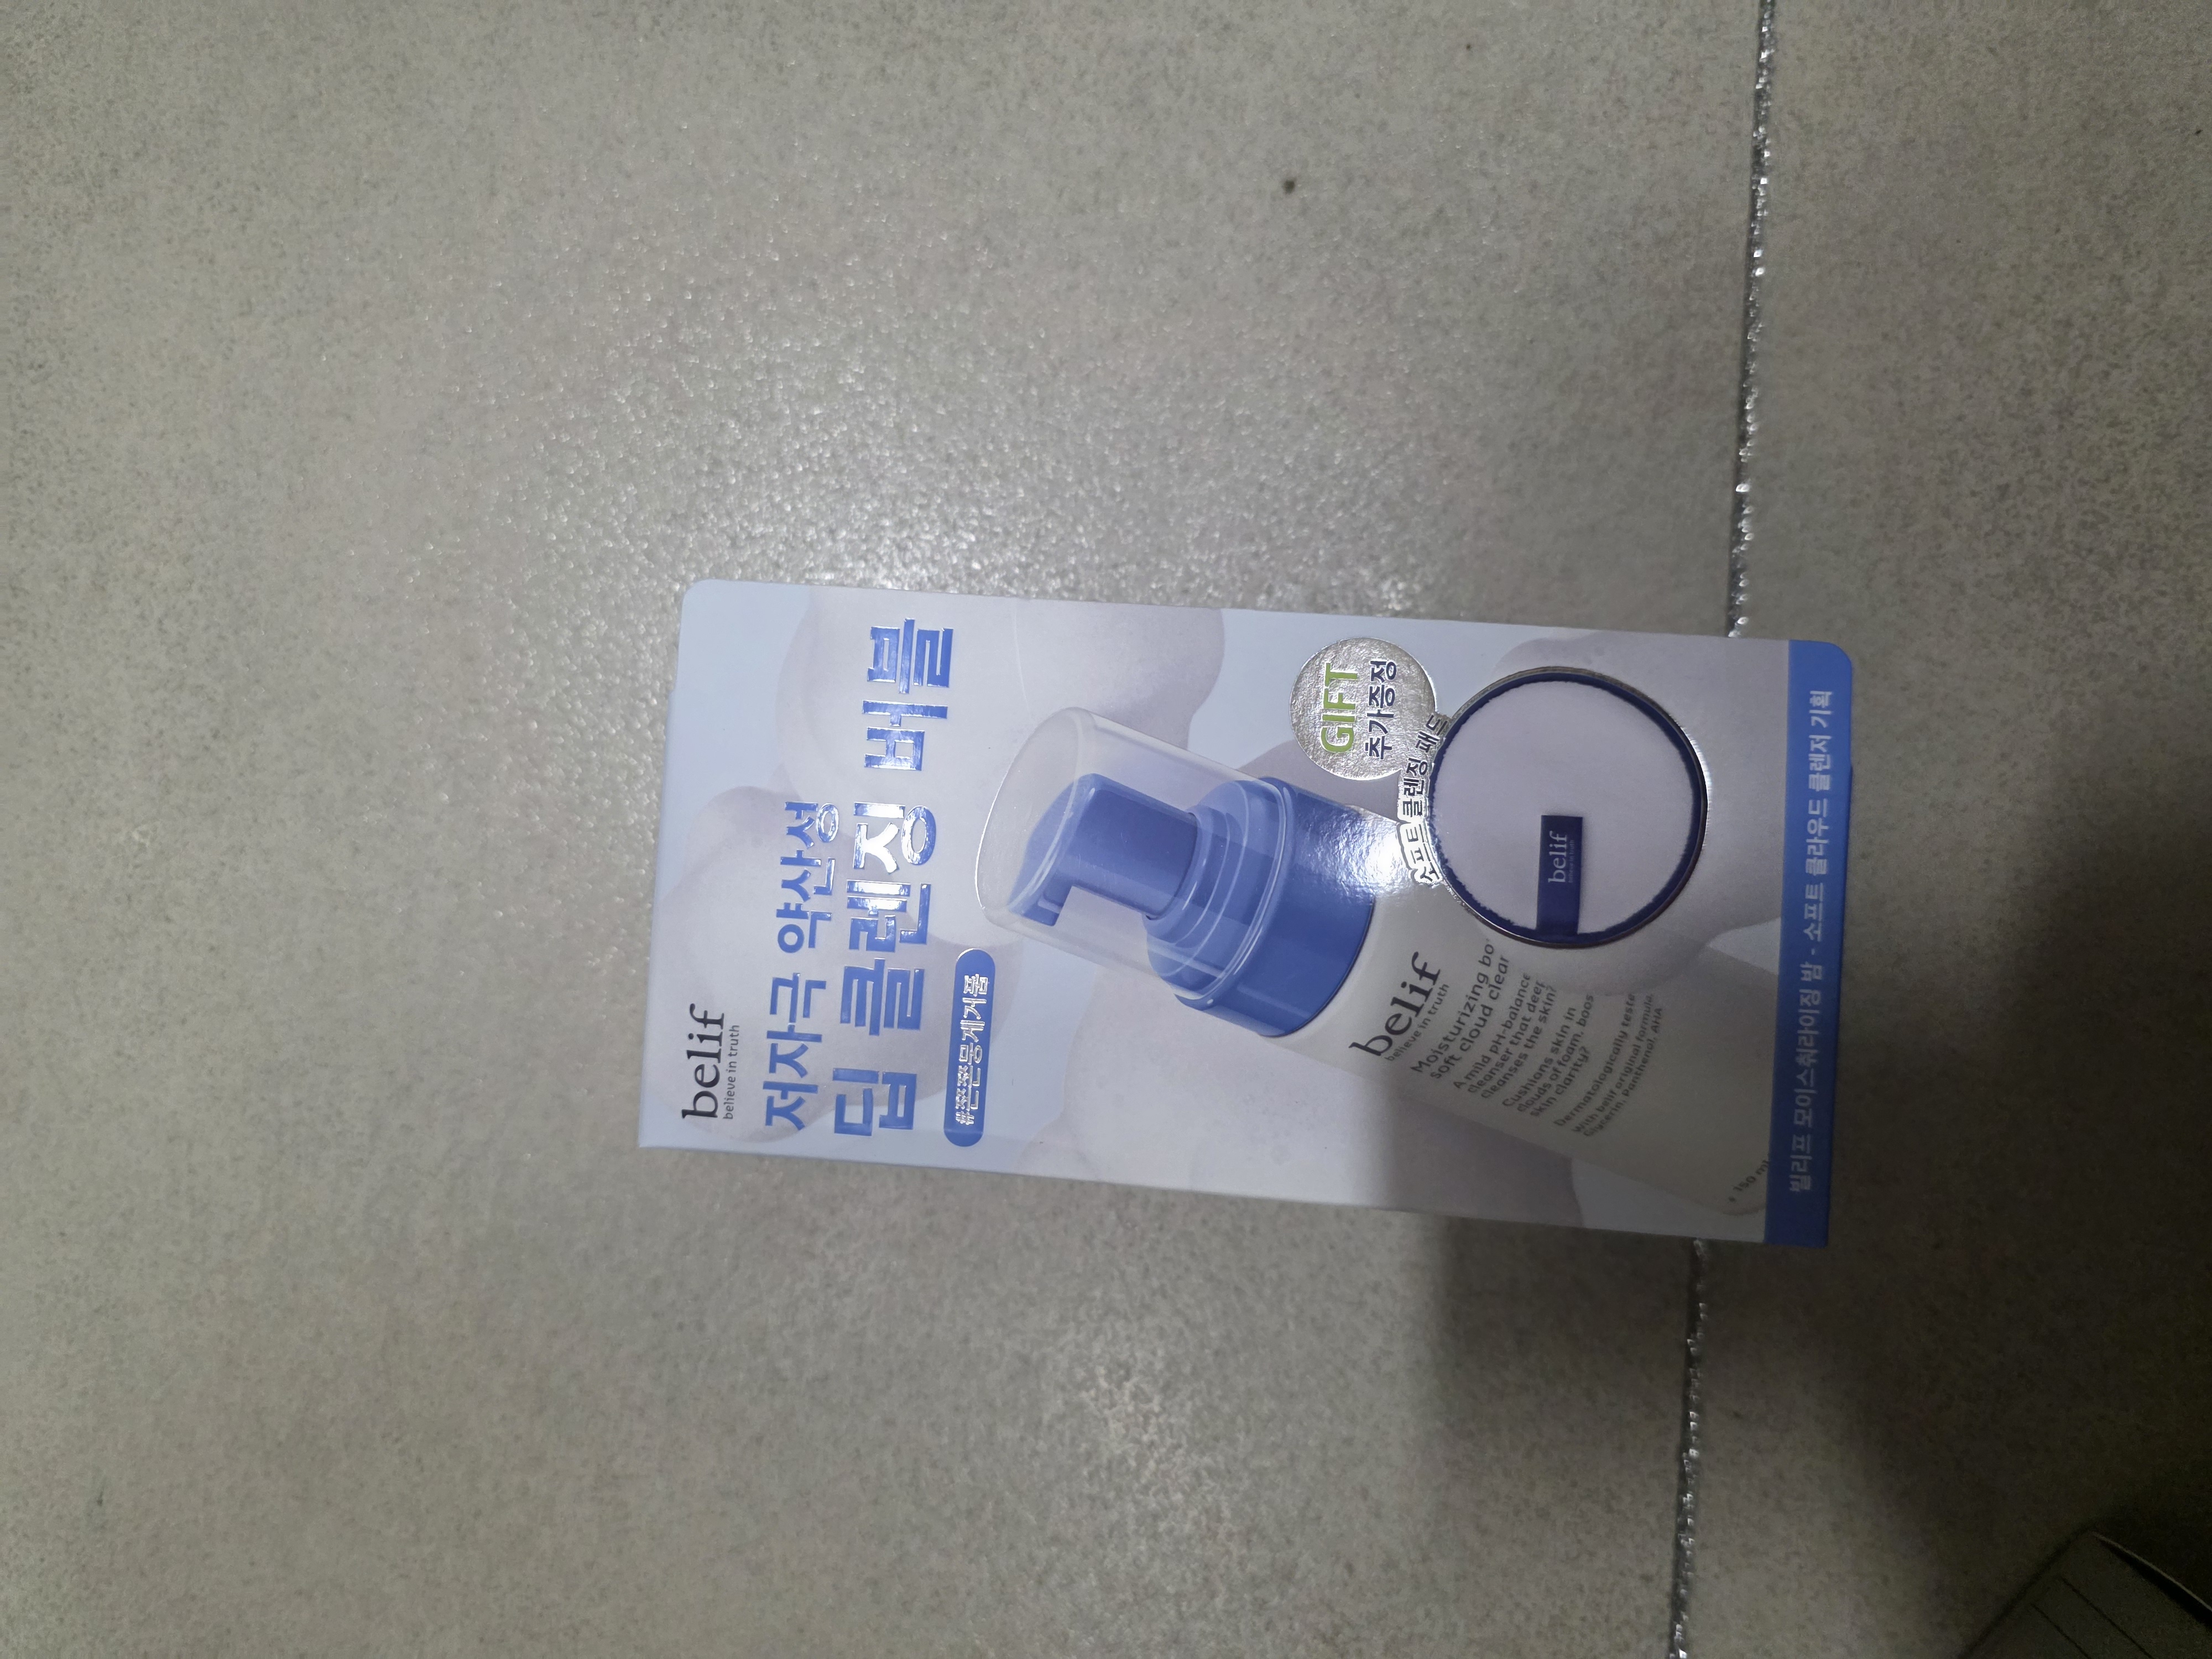 belif
believe in truth
저자극 약산성
딥 클렌징 버블
#쫀쫀뭉게거품
GIFT
추가증정
소프트 클렌징 패드
belif
belif
believe in truth
Moisturizing bo
soft cloud clear
A mild pH-balance
cleanser that deep
cleanses the skin
Cushions skin in
clouds of foam, boos
skin clarity
Dermatologically teste
With belif original formula,
Glycerin, Panthenol, AHA
150 ml
빌리프 모이스춰라이징 밤 - 소프트 클라우드 클렌저 기획